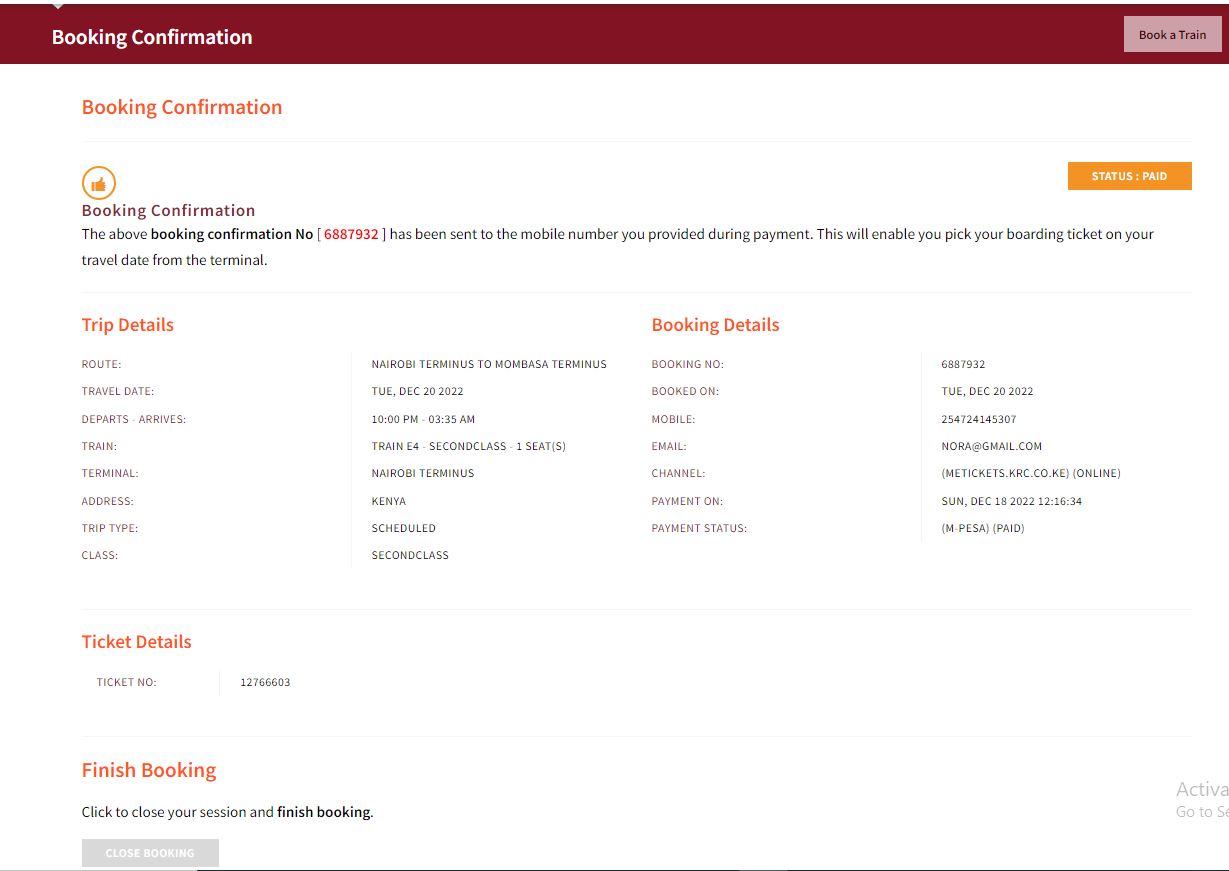 Booking Confirmation
Book a Train
Booking Confirmation
STATUS : PAID
Booking Confirmation
The above booking confirmation No [ 6887932 ] has been sent to the mobile number you provided during payment. This will enable you pick your boarding ticket on your
travel date from the terminal.
Trip Details
ROUTE: NAIROBI TERMINUS TO MOMBASA TERMINUS
TRAVEL DATE: TUE, DEC 20 2022
DEPARTS - ARRIVES: 10:00 PM - 03:35 AM
TRAIN: TRAIN E4 - SECONDCLASS - 1 SEAT(S)
TERMINAL: NAIROBI TERMINUS
ADDRESS: KENYA
TRIP TYPE: SCHEDULED
CLASS: SECONDCLASS
Booking Details
BOOKING NO: 6887932
BOOKED ON: TUE, DEC 20 2022
MOBILE: 254724145307
EMAIL: NORA@GMAIL.COM
CHANNEL: (METICKETS.KRC.CO.KE) (ONLINE)
PAYMENT ON: SUN, DEC 18 2022 12:16:34
PAYMENT STATUS: (M-PESA) (PAID)
Ticket Details
TICKET NO: 12766603
Finish Booking
Click to close your session and finish booking.
CLOSE BOOKING
Activa
Go to Se